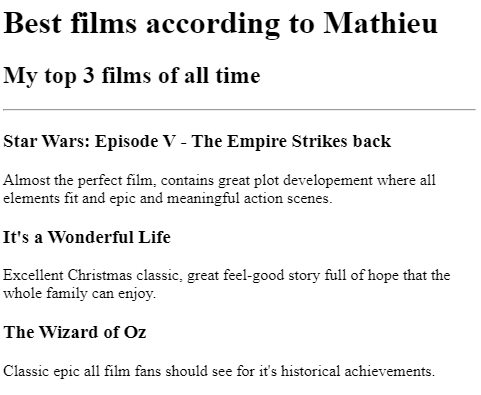 Best films according to Mathieu
My top 3 films of all time
Star Wars: Episode V - The Empire Strikes back
Almost the perfect film, contains great plot developement where all
elements fit and epic and meaningful action scenes.
It's a Wonderful Life
Excellent Christmas classic, great feel-good story full of hope that the
whole family can enjoy.
The Wizard of Oz
Classic epic all film fans should see for it's historical achievements.